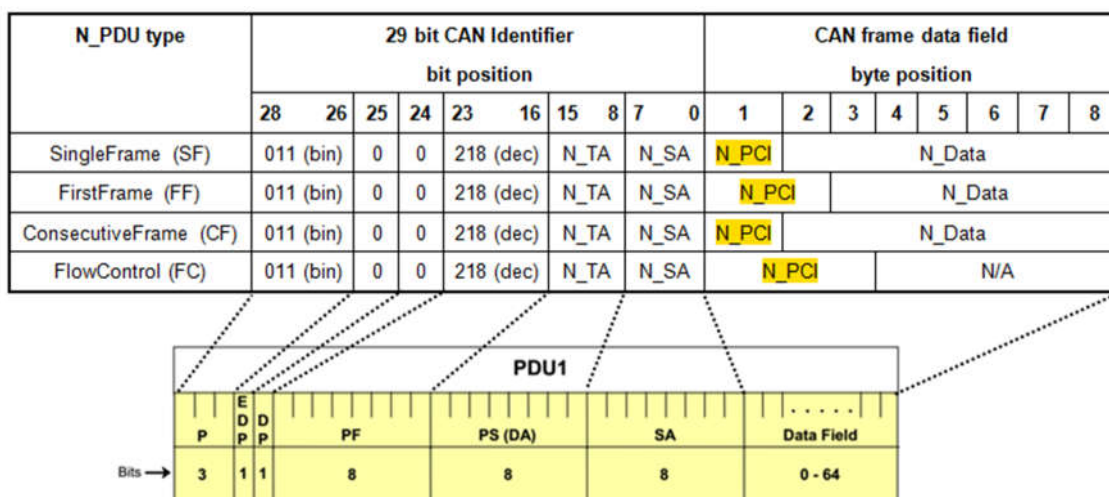 N_PDU type 29 bit CAN Identifier CAN frame data field
bit position byte position
28 26 25 24 23 16 15 8 7 0 1 2 3 4 5 6 7 8
SingleFrame (SF) 011 (bin) 0 0 218 (dec) N_TA N_SA N_PCI N_Data
FirstFrame (FF) 011 (bin) 0 0 218 (dec) N_TA N_SA N_PCI N_Data
ConsecutiveFrame (CF) 011 (bin) 0 0 218 (dec) N_TA N_SA N_PCI N_Data
FlowControl (FC) 011 (bin) 0 0 218 (dec) N_TA N_SA N_PCI N/A
PDU1
P EDP DP PF PS (DA) SA Data Field
Bits 3 1 1 8 8 8 0 - 64